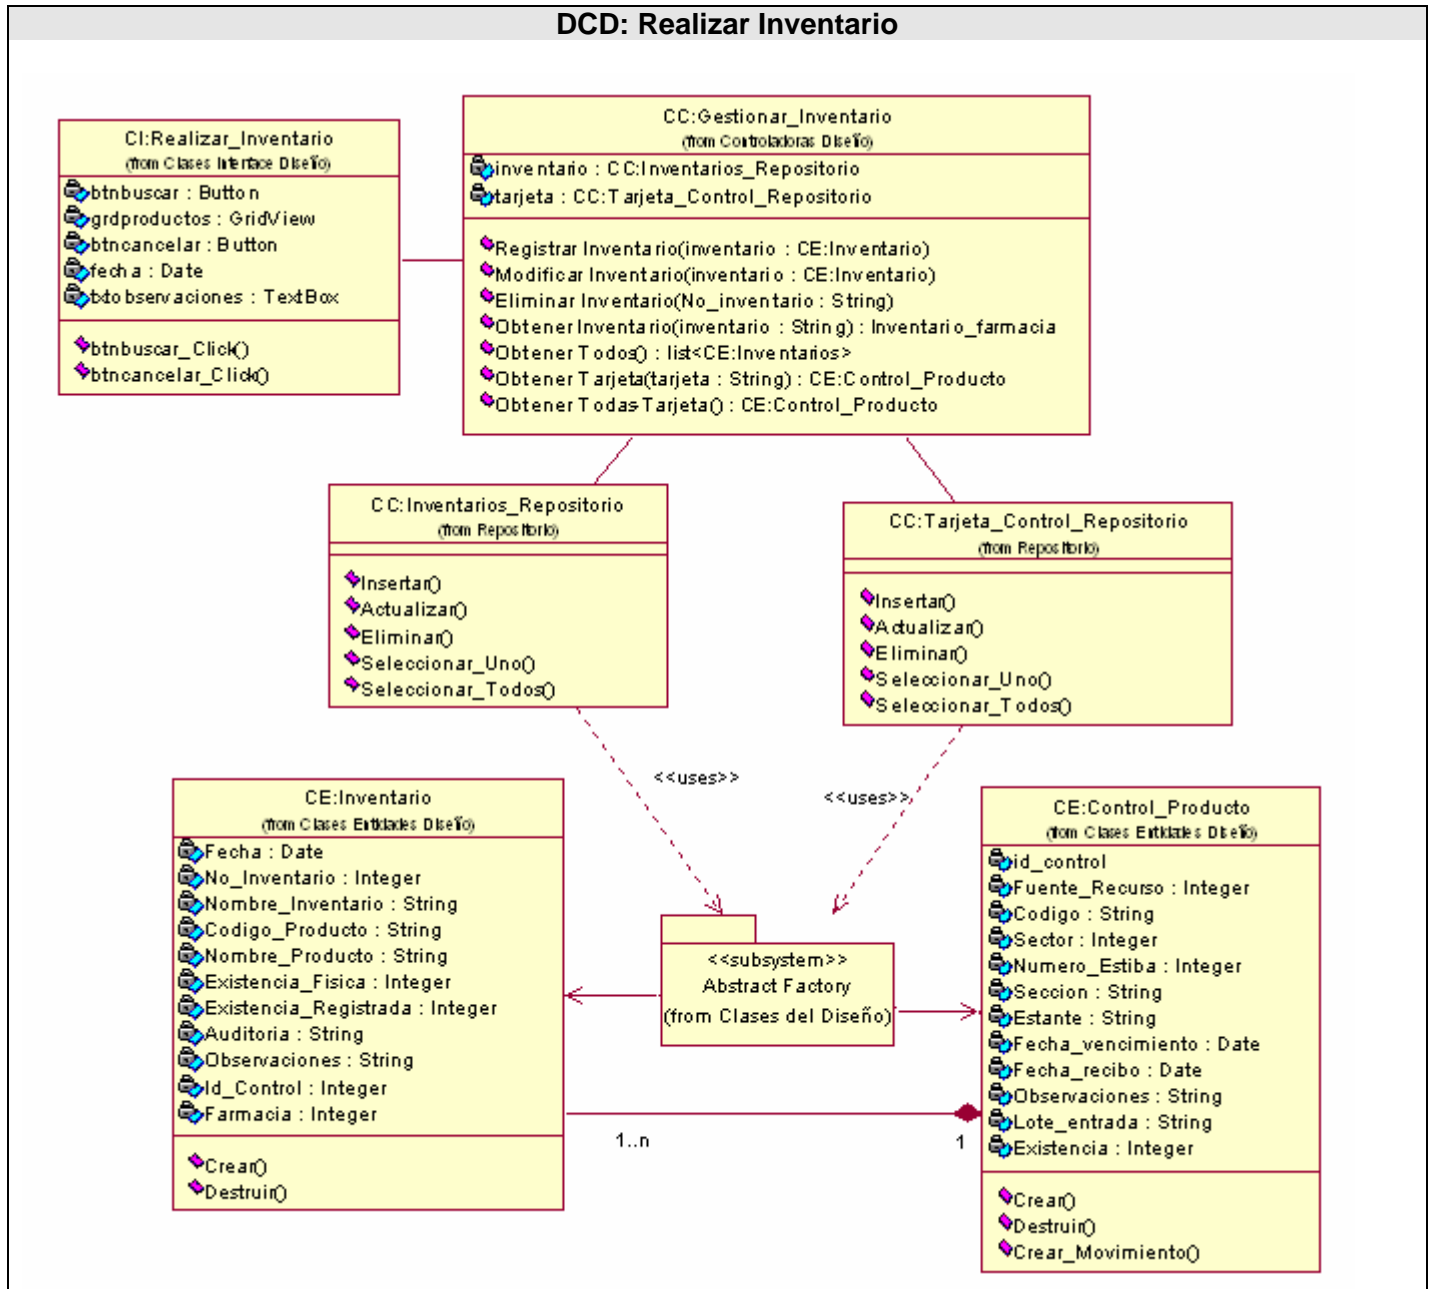 DCD: Realizar Inventario
CI:Realizar_Inventario
(from Clases Interface Diseño)
btnbuscar : Button
grdproductos : GridView
btncancelar : Button
fecha : Date
txtobservaciones : TextBox
btnbuscar_Click()
btncancelar_Click()
CC:Gestionar_Inventario
(from Controladoras Diseño)
inventario : CC:Inventarios_Repositorio
tarjeta : CC:Tarjeta_Control_Repositorio
Registrar Inventario(inventario : CE:Inventario)
Modificar Inventario(inventario : CE:Inventario)
Eliminar Inventario(No_inventario : String)
Obtener Inventario(inventario : String) : Inventario_farmacia
Obtener Todos() : list<CE:Inventarios>
Obtener Tarjeta(tarjeta : String) : CE:Control_Producto
Obtener Todas-Tarjeta() : CE:Control_Producto
CC:Inventarios_Repositorio
(from Repositorio)
Insertar()
Actualizar()
Eliminar()
Seleccionar_Uno()
Seleccionar_Todos()
CC:Tarjeta_Control_Repositorio
(from Repositorio)
Insertar()
Actualizar()
Eliminar()
Seleccionar_Uno()
Seleccionar_Todos()
<<uses>>
<<uses>>
CE:Inventario
(from Clases Entidades Diseño)
Fecha : Date
No_Inventario : Integer
Nombre_Inventario : String
Codigo_Producto : String
Nombre_Producto : String
Existencia_Fisica : Integer
Existencia_Registrada : Integer
Auditoria : String
Observaciones : String
Id_Control : Integer
Farmacia : Integer
Crear()
Destruir()
<<subsystem>>
Abstract Factory
(from Clases del Diseño)
CE:Control_Producto
(from Clases Entidades Diseño)
id_control
Fuente_Recurso : Integer
Codigo : String
Sector : Integer
Numero_Estiba : Integer
Seccion : String
Estante : String
Fecha_vencimiento : Date
Fecha_recibo : Date
Observaciones : String
Lote_entrada : String
Existencia : Integer
Crear()
Destruir()
Crear_Movimiento()
1..n
1